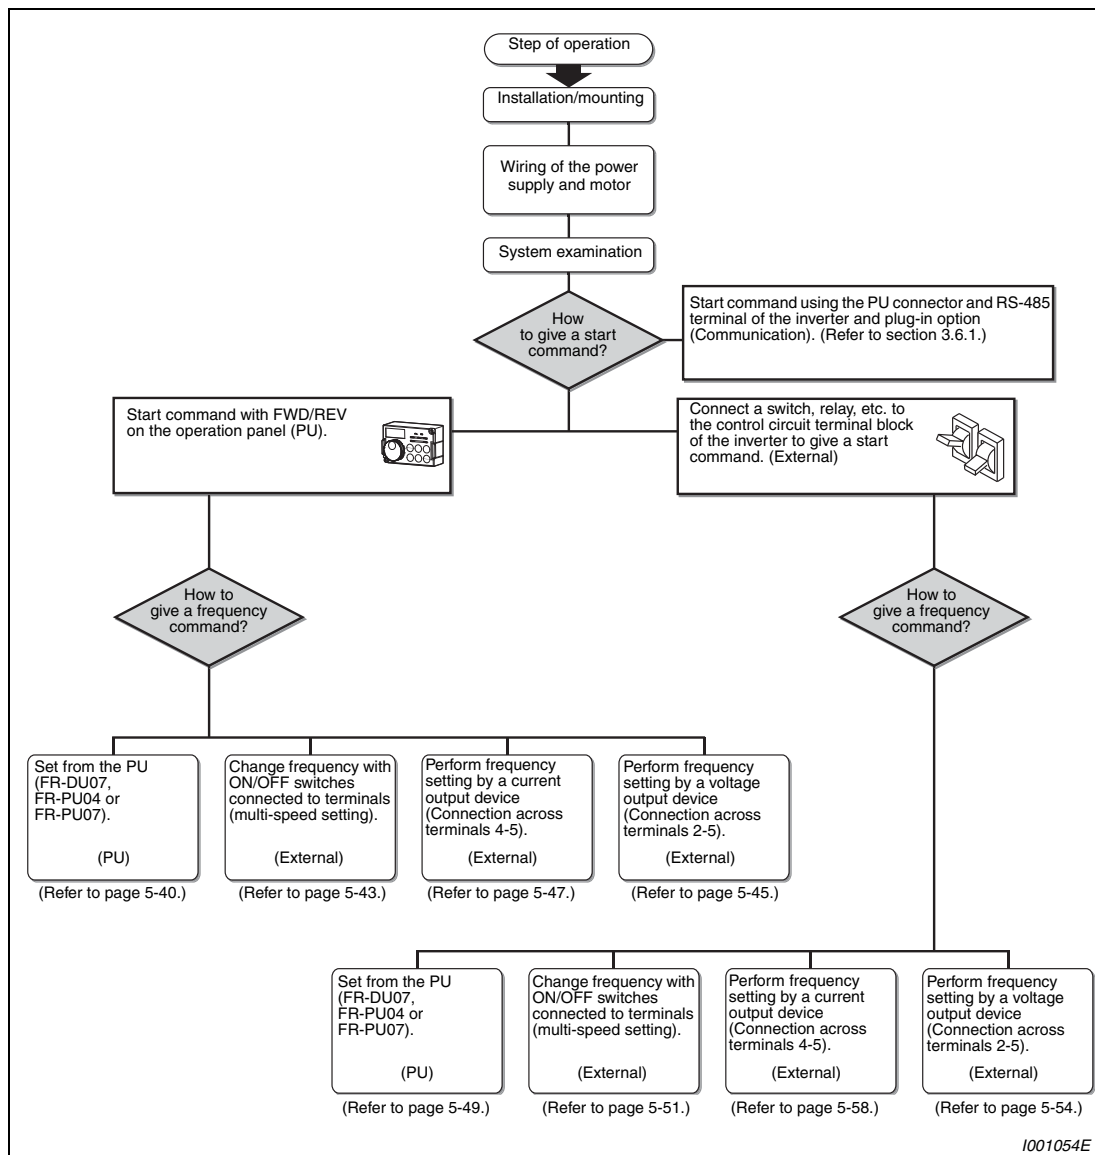 Step of operation
Installation/mounting
Wiring of the power
supply and motor
System examination
How
to give a start
command?
Start command using the PU connector and RS-485
terminal of the inverter and plug-in option
(Communication). (Refer to section 3.6.1.)
Start command with FWD/REV
on the operation panel (PU).
Connect a switch, relay, etc. to
the control circuit terminal block
of the inverter to give a start
command. (External)
How to
give a frequency
command?
How to
give a frequency
command?
Set from the PU
(FR-DU07,
FR-PU04 or
FR-PU07).
(PU)
(Refer to page 5-40.)
Change frequency with
ON/OFF switches
connected to terminals
(multi-speed setting).
(External)
(Refer to page 5-43.)
Perform frequency
setting by a current
output device
(Connection across
terminals 4-5).
(External)
(Refer to page 5-47.)
Perform frequency
setting by a voltage
output device
(Connection across
terminals 2-5).
(External)
(Refer to page 5-45.)
Set from the PU
(FR-DU07,
FR-PU04 or
FR-PU07).
(PU)
(Refer to page 5-49.)
Change frequency with
ON/OFF switches
connected to terminals
(multi-speed setting).
(External)
(Refer to page 5-51.)
Perform frequency
setting by a current
output device
(Connection across
terminals 4-5).
(External)
(Refer to page 5-58.)
Perform frequency
setting by a voltage
output device
(Connection across
terminals 2-5).
(External)
(Refer to page 5-54.)
I001054E